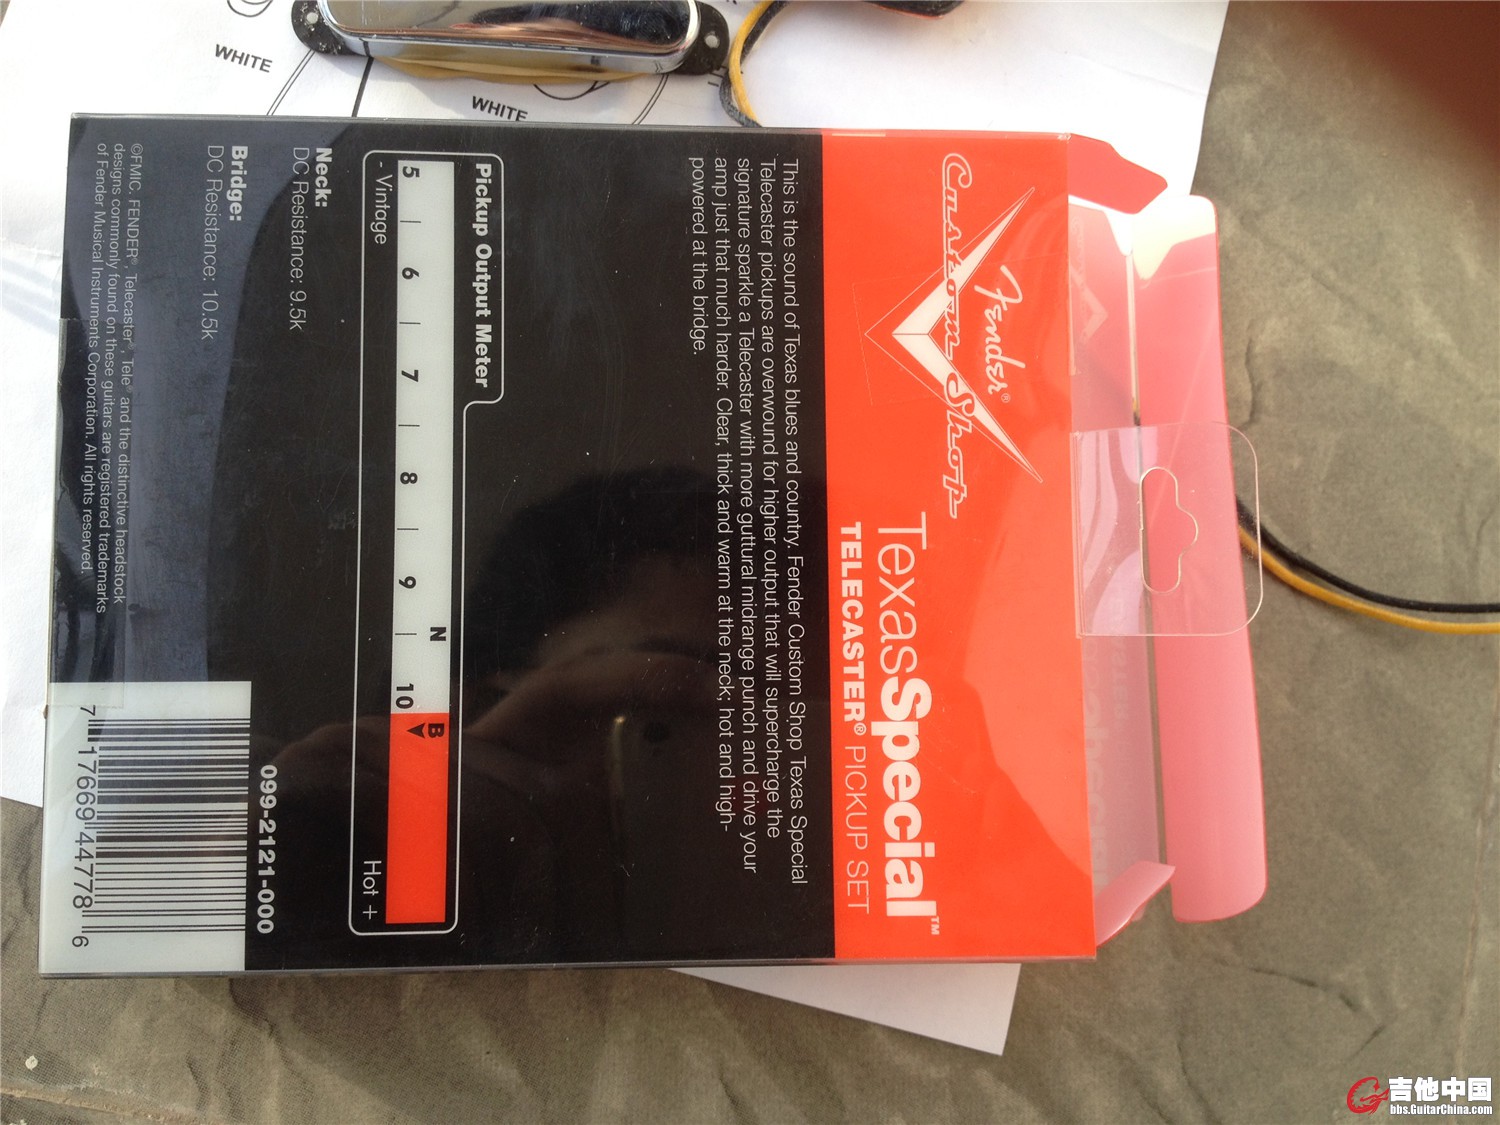 WHITE
WHITE
Fender®
Custom Shop
TexasSpecial™
TELECASTER® PICKUP SET
This is the sound of Texas blues and country. Fender Custom Shop Texas Special
Telecaster pickups are overwound for higher output that will supercharge the
signature sparkle a Telecaster with more guttural midrange punch and drive your
amp just that much harder. Clear, thick and warm at the neck; hot and high-
powered at the bridge.
Pickup Output Meter
N B
5 6 7 8 9 10
- Vintage Hot +
Neck:
DC Resistance: 9.5k
Bridge:
DC Resistance: 10.5k
099-2121-000
©FMIC. FENDER®, Telecaster®, Tele® and the distinctive headstock
designs commonly found on these guitars are registered trademarks
of Fender Musical Instruments Corporation. All rights reserved.
7 17669 44778 6
吉他中国
bbs.GuitarChina.com